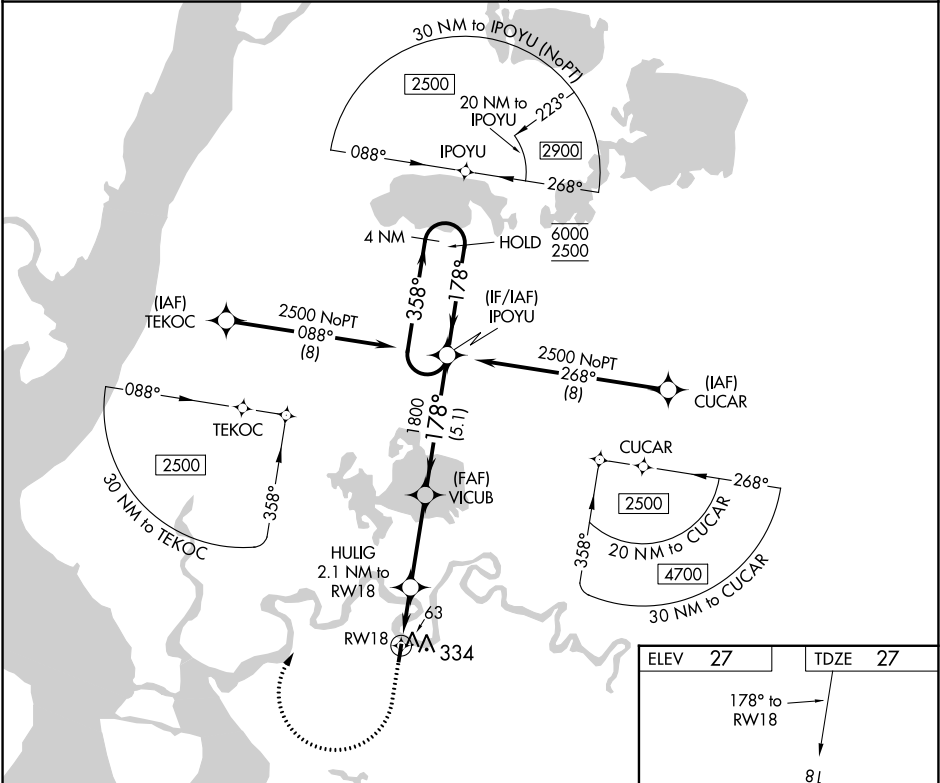 30 NM to IPOYU (NoPT)
2500
20 NM to
IPOYU
223°
2900
088°
IPOYU
268°
4 NM
HOLD
6000
2500
358°
178°
(IF/IAF)
IPOYU
(IAF)
TEKOC
2500 NoPT
088°
(8)
2500 NoPT
268°
(8)
(IAF)
CUCAR
1800
178°
(5.1)
088°
TEKOC
2500
358°
30 NM to TEKOC
(FAF)
VICUB
CUCAR
268°
2500
358°
20 NM to CUCAR
4700
30 NM to CUCAR
HULIG
2.1 NM to
RW18
63
RW18
334
ELEV 27
TDZE 27
178° to
RW18
8L